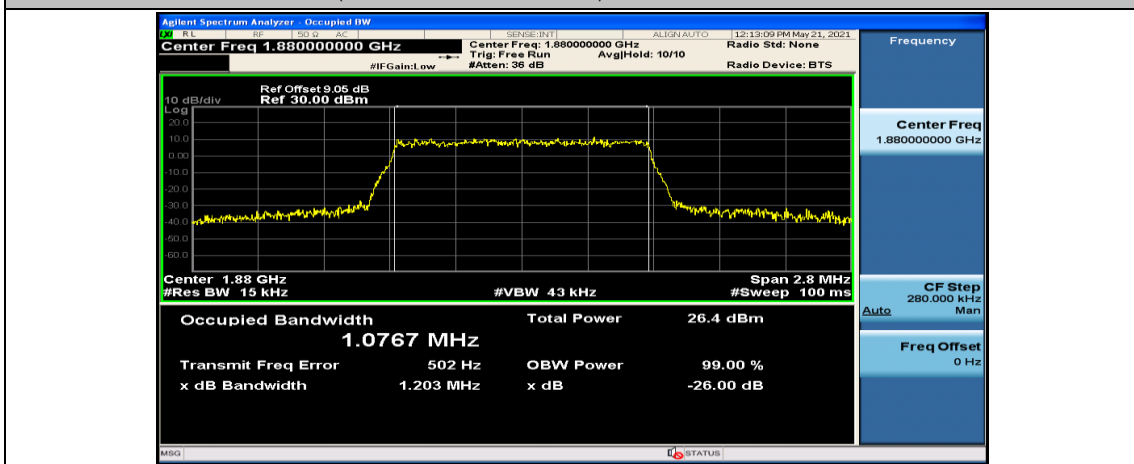 Agilent Spectrum Analyzer - Occupied BW
LXI RL RF 50 Ω AC SENSE:INT ALIGNAUTO 12:13:09 PM May 21, 2021
Center Freq 1.880000000 GHz Center Freq: 1.880000000 GHz Radio Std: None
Trig: Free Run Avg|Hold: 10/10
#IFGain:Low #Atten: 36 dB Radio Device: BTS
Frequency
Ref Offset 9.05 dB
10 dB/div Ref 30.00 dBm
Log
20.0
10.0
0.00
-10.0
-20.0
-30.0
-40.0
-50.0
-60.0
Center 1.88 GHz Span 2.8 MHz
#Res BW 15 kHz #VBW 43 kHz #Sweep 100 ms
Occupied Bandwidth Total Power 26.4 dBm
1.0767 MHz
Transmit Freq Error 502 Hz OBW Power 99.00 %
x dB Bandwidth 1.203 MHz x dB -26.00 dB
Center Freq
1.880000000 GHz
CF Step
280.000 kHz
Auto Man
Freq Offset
0 Hz
MSG STATUS